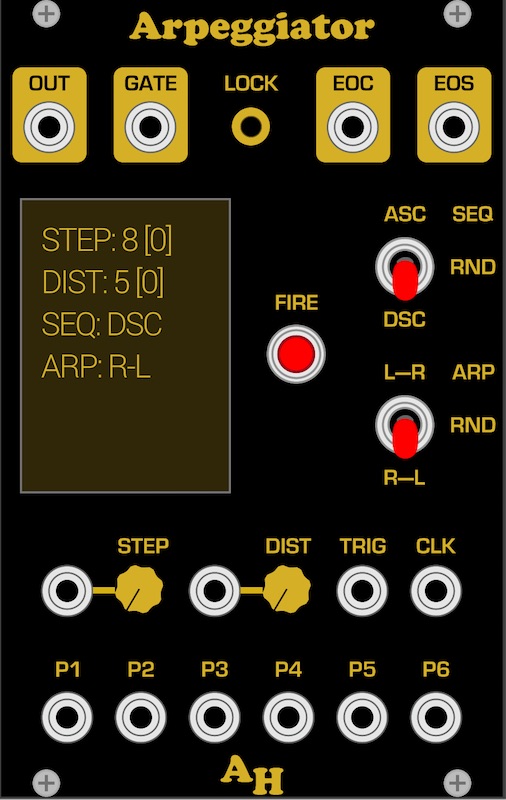 Arpeggiator
OUT GATE LOCK EOC EOS
STEP: 8 [0]
DIST: 5 [0]
SEQ: DSC
ARP: R-L
FIRE
ASC SEQ
RND
DSC
L—R ARP
RND
R—L
STEP DIST TRIG CLK
P1 P2 P3 P4 P5 P6
AH